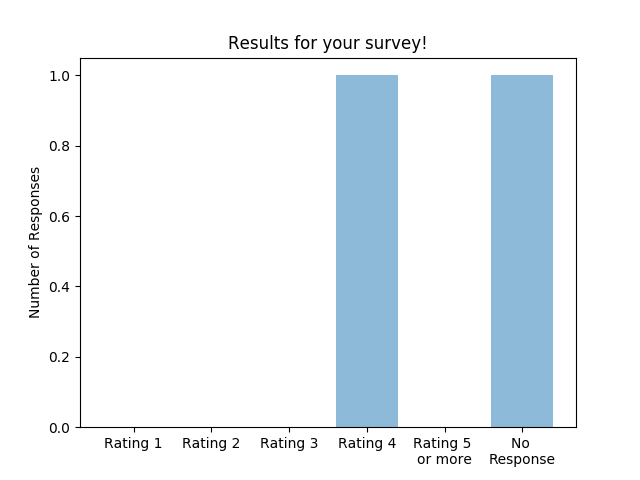 Results for your survey!
Number of Responses
1.0
0.8
0.6
0.4
0.2
0.0
Rating 1
Rating 2
Rating 3
Rating 4
Rating 5
or more
No
Response